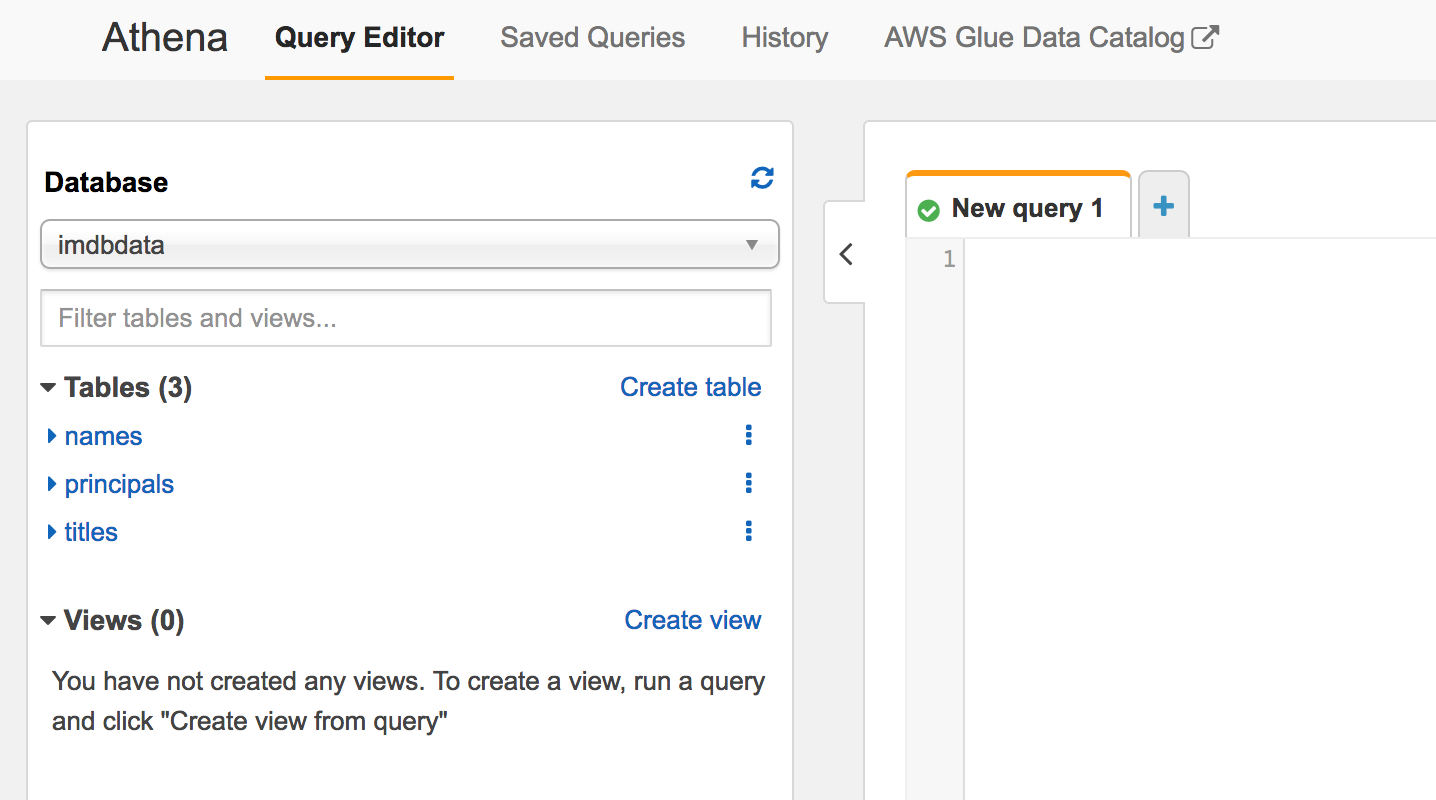 Athena Query Editor Saved Queries History AWS Glue Data Catalog
Database
imdbdata
Filter tables and views...
Tables (3) Create table
names
principals
titles
Views (0) Create view
You have not created any views. To create a view, run a query
and click "Create view from query"
New query 1
1